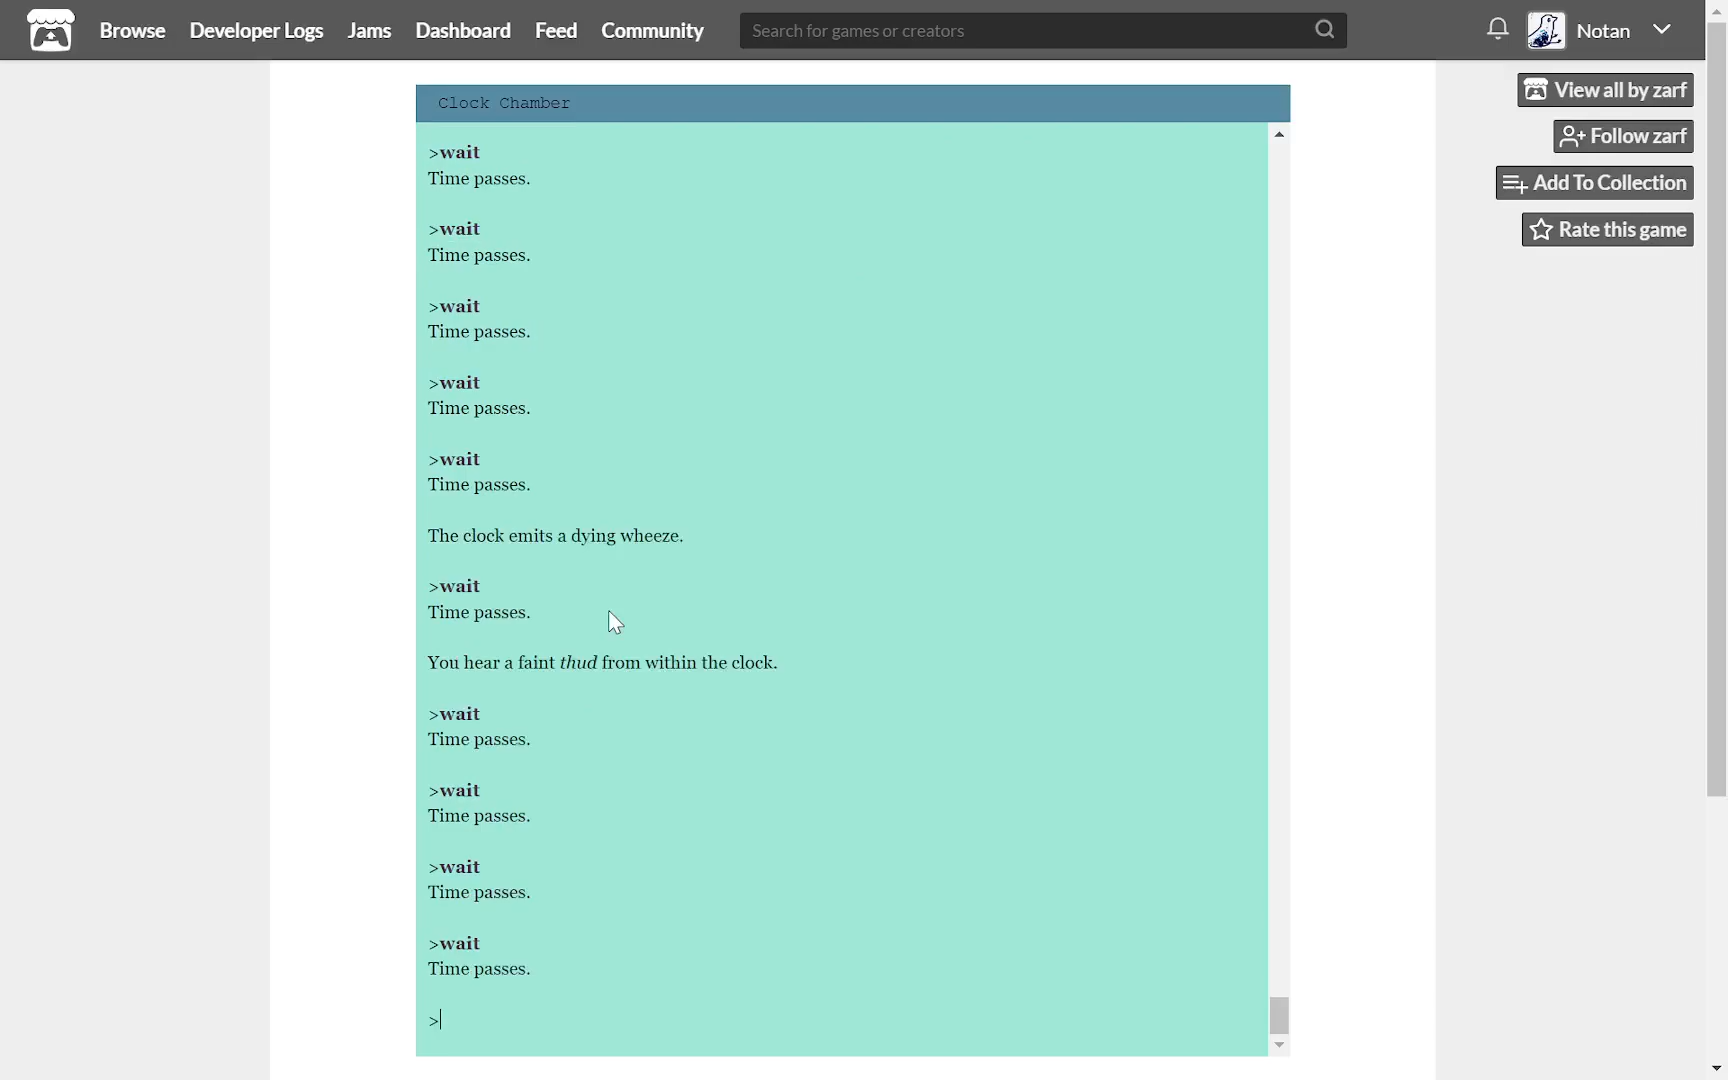 Browse Developer Logs Jams Dashboard Feed Community Search for games or creators Notan
View all by zarf
Follow zarf
Add To Collection
Rate this game
Clock Chamber
>wait
Time passes.
>wait
Time passes.
>wait
Time passes.
>wait
Time passes.
>wait
Time passes.
The clock emits a dying wheeze.
>wait
Time passes.
You hear a faint thud from within the clock.
>wait
Time passes.
>wait
Time passes.
>wait
Time passes.
>wait
Time passes.
>